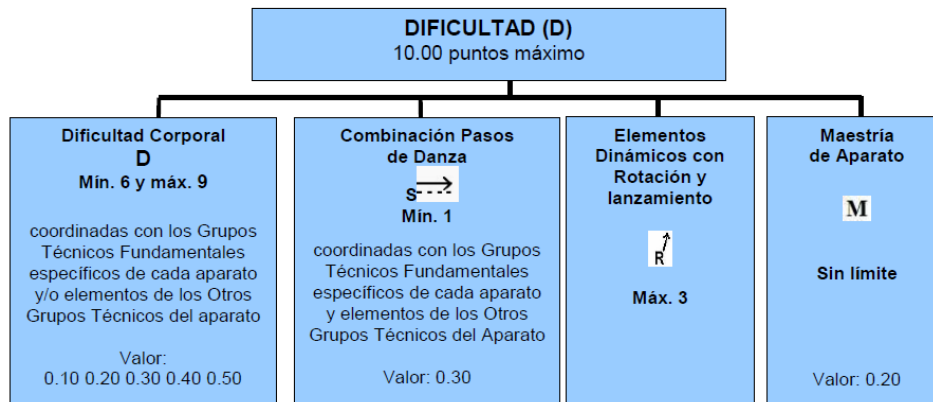 DIFICULTAD (D)
10.00 puntos máximo
Dificultad Corporal
D
Mín. 6 y máx. 9
coordinadas con los Grupos
Técnicos Fundamentales
específicos de cada aparato
y/o elementos de los Otros
Grupos Técnicos del aparato
Valor:
0.10 0.20 0.30 0.40 0.50
Combinación Pasos
de Danza
S
Mín. 1
coordinadas con los Grupos
Técnicos Fundamentales
específicos de cada aparato
y elementos de los Otros
Grupos Técnicos del Aparato
Valor: 0.30
Elementos
Dinámicos con
Rotación y
lanzamiento
R
Máx. 3
Maestría
de Aparato
M
Sin límite
Valor: 0.20